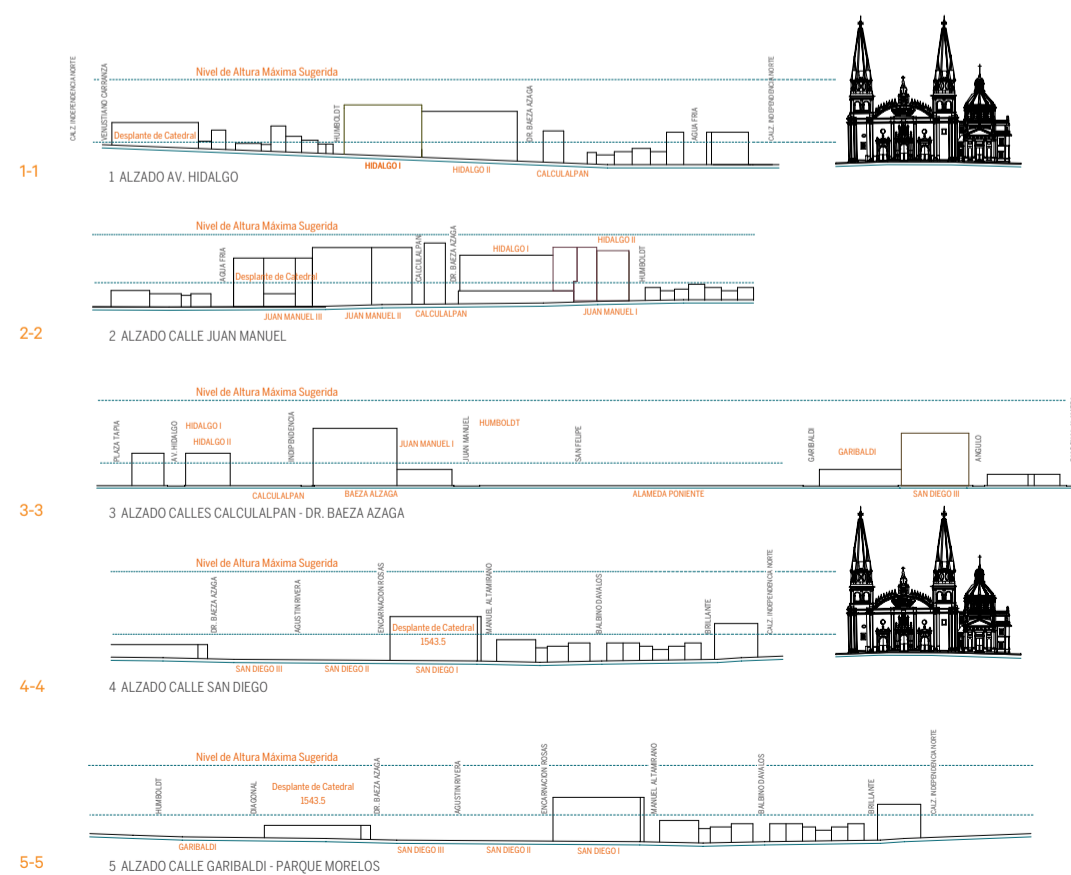 CALZ. INDEPENDENCIA NORTE
VENUSTIANO CARRANZA
Nivel de Altura Máxima Sugerida
Desplante de Catedral
HUMBOLDT
DR. BAEZA AZAGA
AGUA FRIA
CALZ. INDEPENDENCIA NORTE
HIDALGO I
HIDALGO II
CALCULALPAN
1-1
1 ALZADO AV. HIDALGO
Nivel de Altura Máxima Sugerida
AGUA FRIA
Desplante de Catedral
CALCULALPAN
DR. BAEZA AZAGA
HIDALGO I
HIDALGO II
HUMBOLDT
JUAN MANUEL III
JUAN MANUEL II
CALCULALPAN
JUAN MANUEL I
2-2
2 ALZADO CALLE JUAN MANUEL
Nivel de Altura Máxima Sugerida
PLAZA TAPIA
AV. HIDALGO
HIDALGO I
HIDALGO II
INDEPENDENCIA
JUAN MANUEL I
JUAN MANUEL
HUMBOLDT
SAN FELIPE
GARIBALDI
GARIBALDI
ANGULO
CALCULALPAN
BAEZA ALZAGA
ALAMEDA PONIENTE
SAN DIEGO III
3-3
3 ALZADO CALLES CALCULALPAN - DR. BAEZA AZAGA
Nivel de Altura Máxima Sugerida
DR. BAEZA AZAGA
AGUSTIN RIVERA
ENCARNACION ROSAS
Desplante de Catedral
1543.5
MANUEL ALTAMIRANO
BALBINO DAVALOS
BRILLANTE
CALZ. INDEPENDENCIA NORTE
SAN DIEGO III
SAN DIEGO II
SAN DIEGO I
4-4
4 ALZADO CALLE SAN DIEGO
Nivel de Altura Máxima Sugerida
HUMBOLDT
DIAGONAL
Desplante de Catedral
1543.5
DR. BAEZA AZAGA
AGUSTIN RIVERA
ENCARNACION ROSAS
MANUEL ALTAMIRANO
BALBINO DAVALOS
BRILLANTE
CALZ. INDEPENDENCIA NORTE
GARIBALDI
SAN DIEGO III
SAN DIEGO II
SAN DIEGO I
5-5
5 ALZADO CALLE GARIBALDI - PARQUE MORELOS